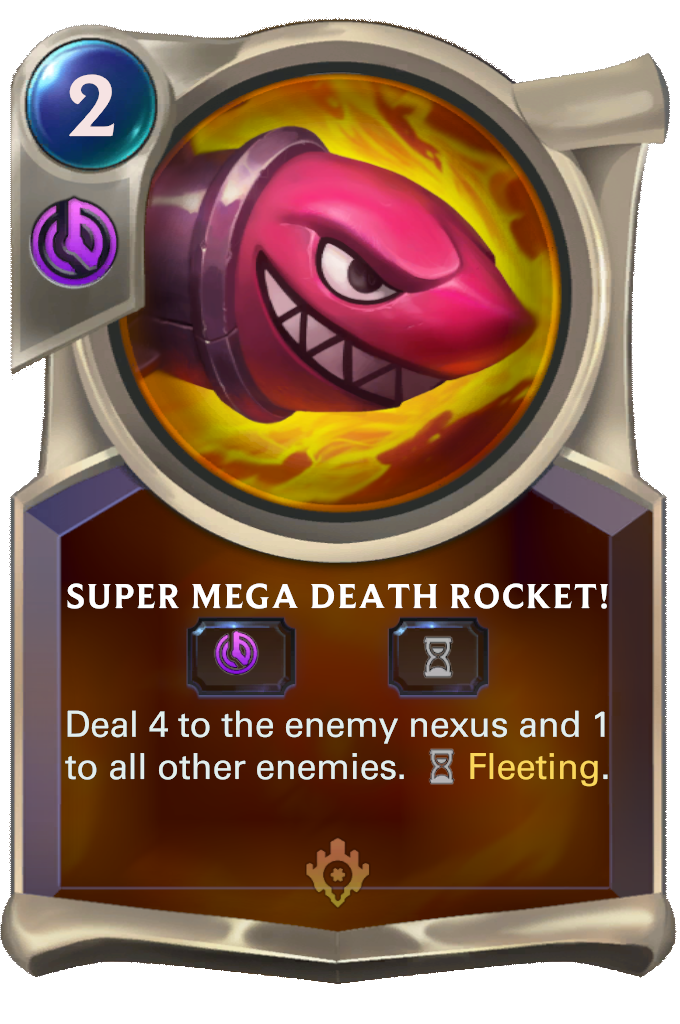 2
SUPER MEGA DEATH ROCKET!
Deal 4 to the enemy nexus and 1
to all other enemies. Fleeting.